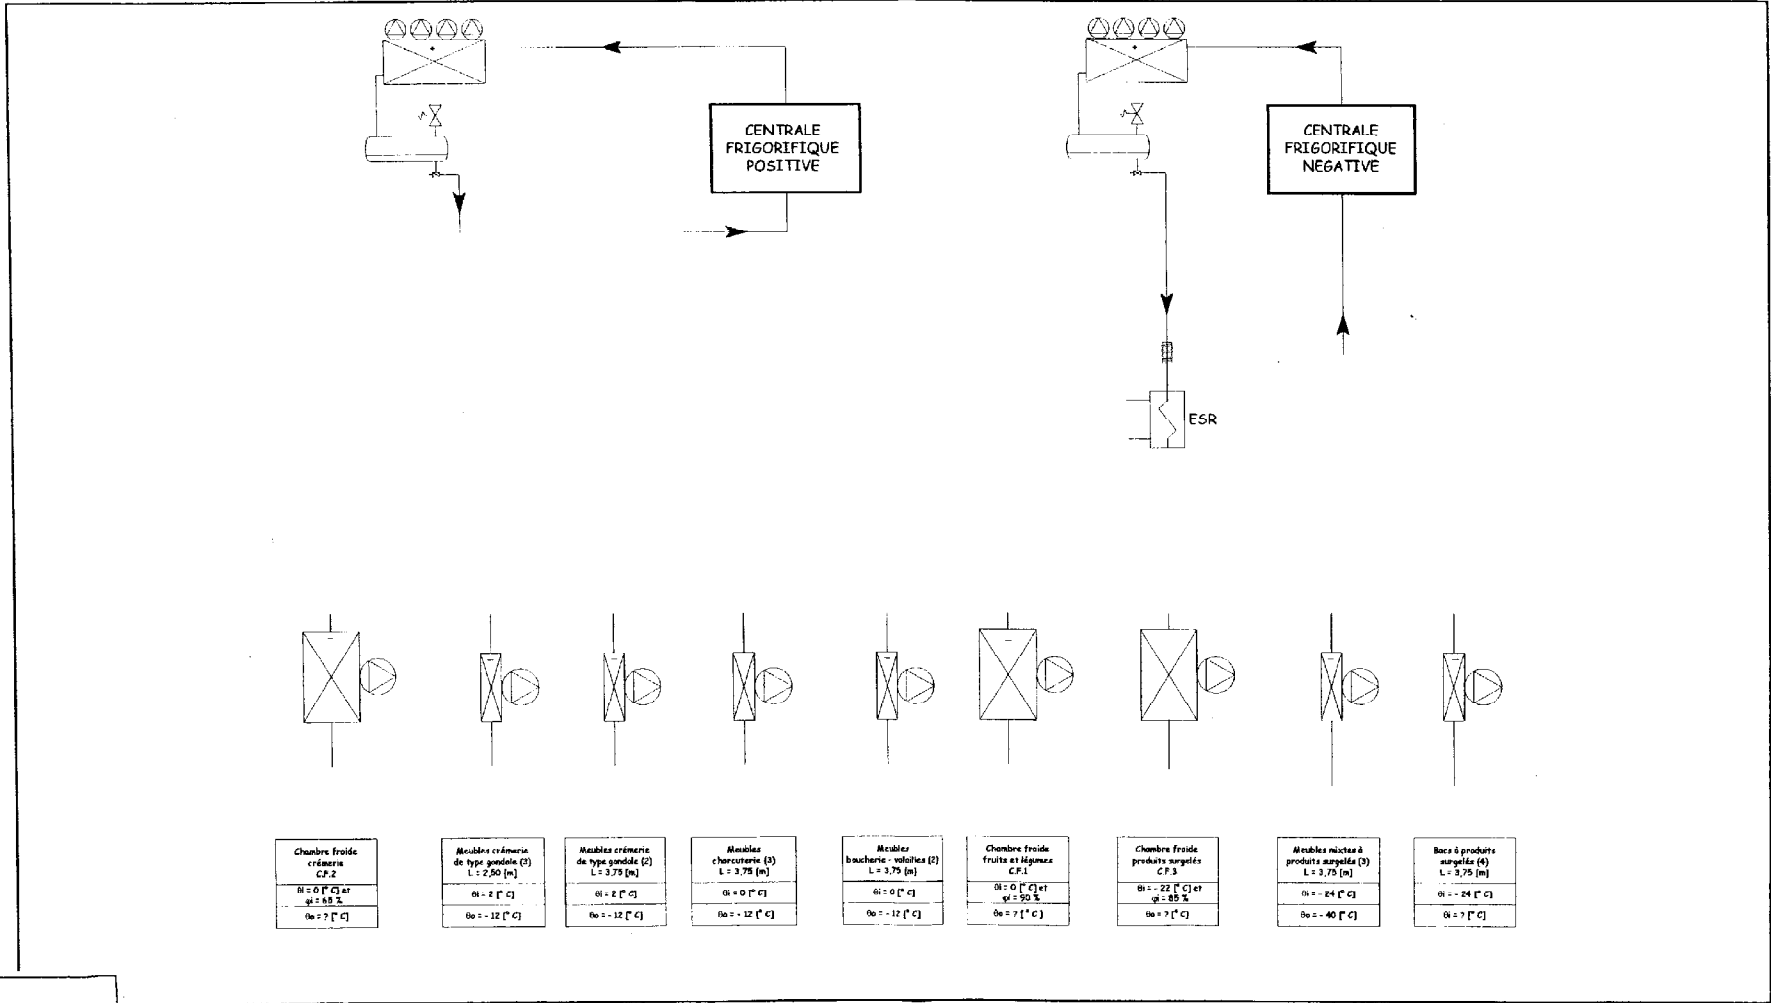 CENTRALE
FRIGORIFIQUE
POSITIVE
CENTRALE
FRIGORIFIQUE
NEGATIVE
ESR
Chambre froide
crémerie
C.F.2
θi = 0 [° C] et
φi = 85 %
θo = ? [° C]
Meubles crémerie
de type gondole (3)
L = 2,50 [m]
θi = 2 [° C]
θo = - 12 [° C]
Meubles crémerie
de type gondole (2)
L = 3,75 [m]
θi = 2 [° C]
θo = - 12 [° C]
Meubles
charcuterie (3)
L = 3,75 [m]
θi = 0 [° C]
θo = - 12 [° C]
Meubles
boucherie - volailles (2)
L = 3,75 [m]
θi = 0 [° C]
θo = - 12 [° C]
Chambre froide
fruits et légumes
C.F.1
θi = 0 [° C] et
φi = 90 %
θo = ? [° C]
Chambre froide
produits surgelés
C.F.3
θi = - 22 [° C] et
φi = 85 %
θo = ? [° C]
Meubles mixtes à
produits surgelés (3)
L = 3,75 [m]
θi = - 24 [° C]
θo = - 40 [° C]
Bacs à produits
surgelés (4)
L = 3,75 [m]
θi = - 24 [° C]
θi = ? [° C]